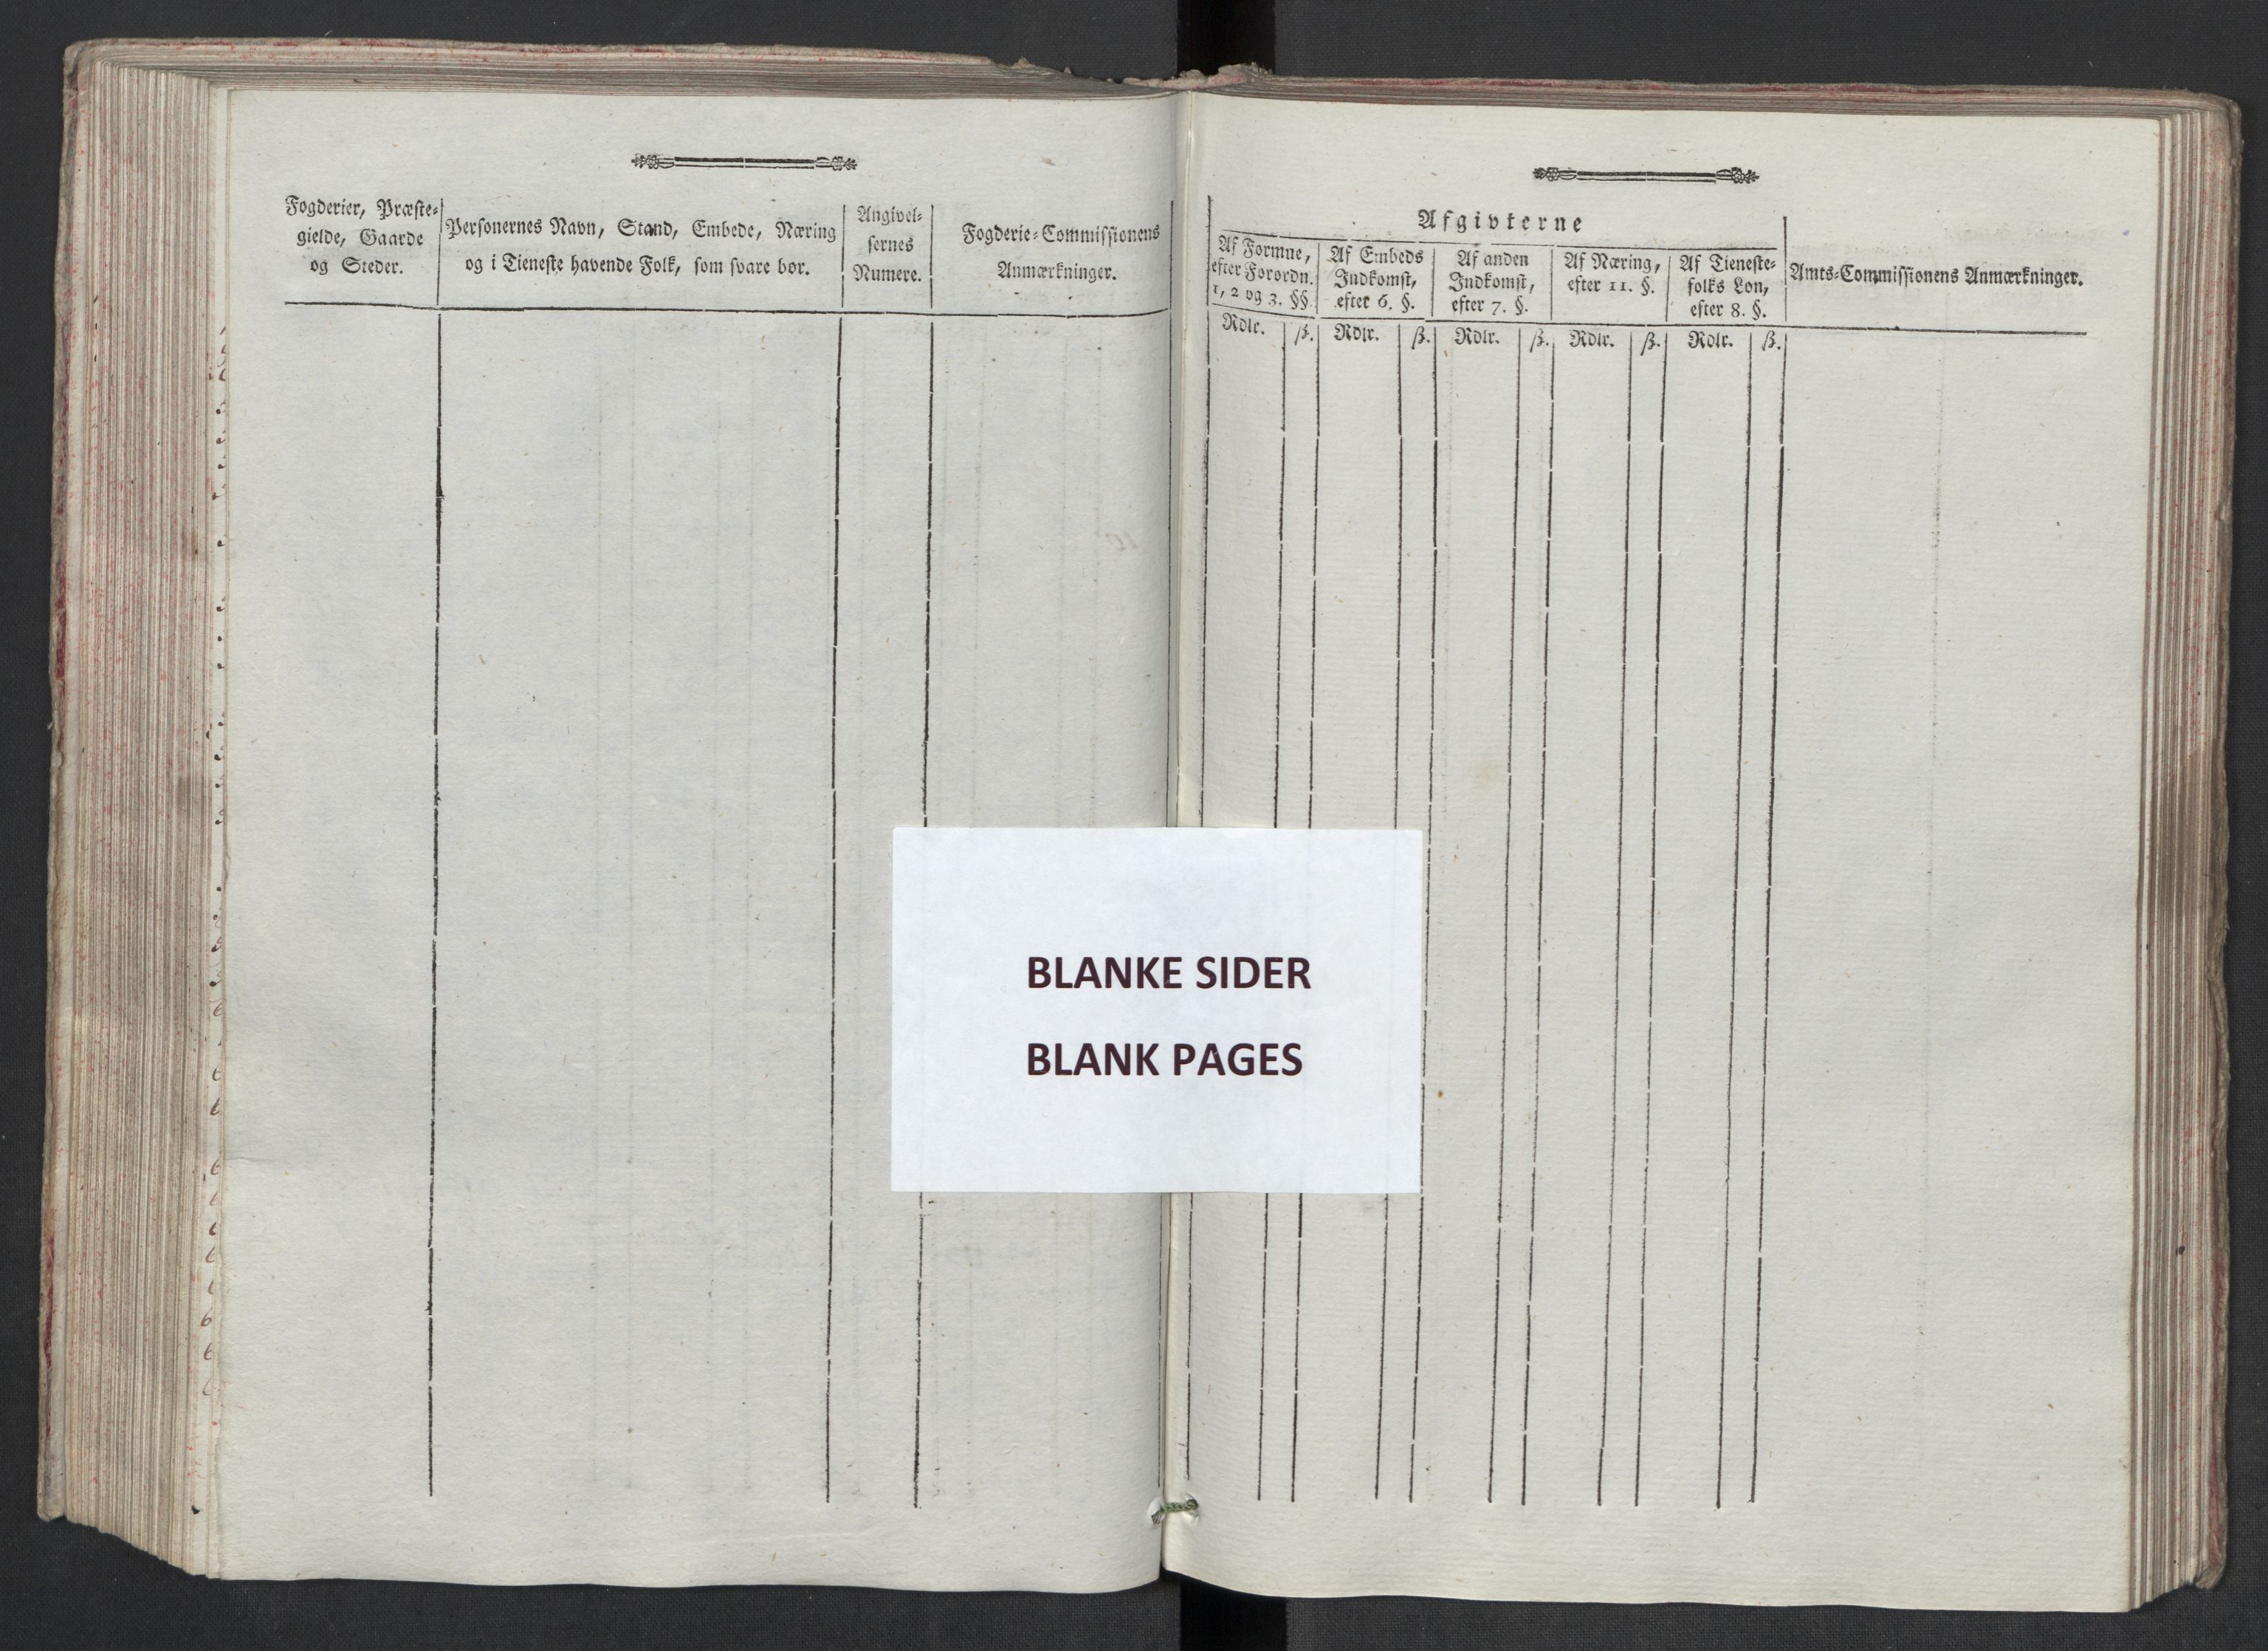 Fogderier, Præste-
gielde, Gaarde
og Steder.
Personernes Navn, Stand, Embede, Næring
og i Tieneste havende Folk, som svare bør.
Angivel-
sernes
Numere.
Fogderie-Commissionens
Anmærkninger.
Afgivterne
Af Formue,
efter Forordn.
1, 2 og 3. §§.
Af Embeds
Indkomst,
efter 6. §.
Af anden
Indkomst,
efter 7. §.
Af Næring,
efter 11. §.
Af Tieneste-
folks Løn,
efter 8. §.
Amts-Commissionens Anmærkninger.
Rdlr. ß. Rdlr. ß. Rdlr. ß. Rdlr. ß. Rdlr. ß.
BLANKE SIDER
BLANK PAGES